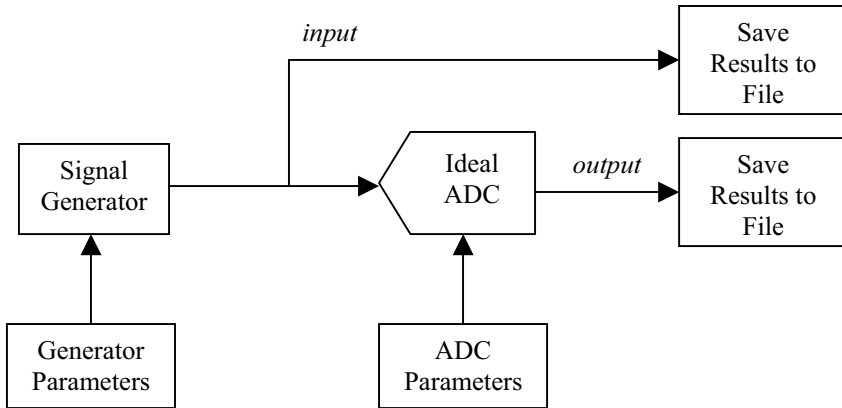 input
Save
Results to
File
Signal
Generator
Ideal
ADC
output
Save
Results to
File
Generator
Parameters
ADC
Parameters